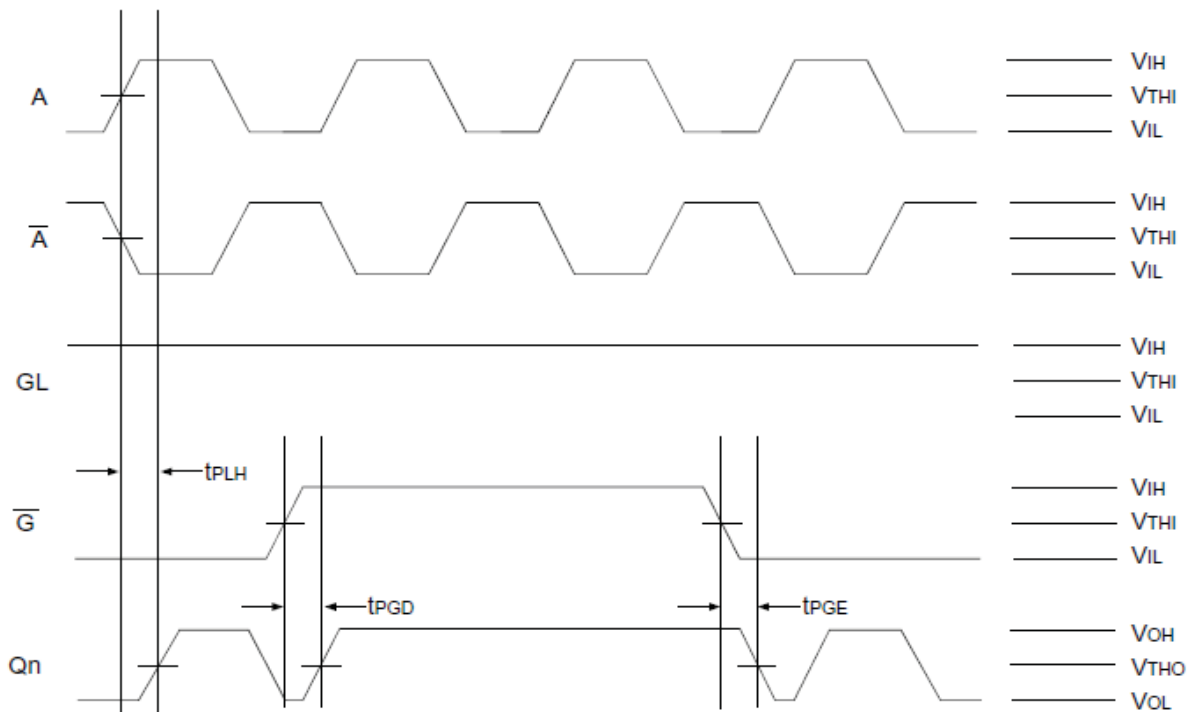 A
VIH
VTHI
VIL
A
VIH
VTHI
VIL
GL
VIH
VTHI
VIL
tPLH
G
VIH
VTHI
VIL
tPGD
tPGE
Qn
VOH
VTHO
VOL